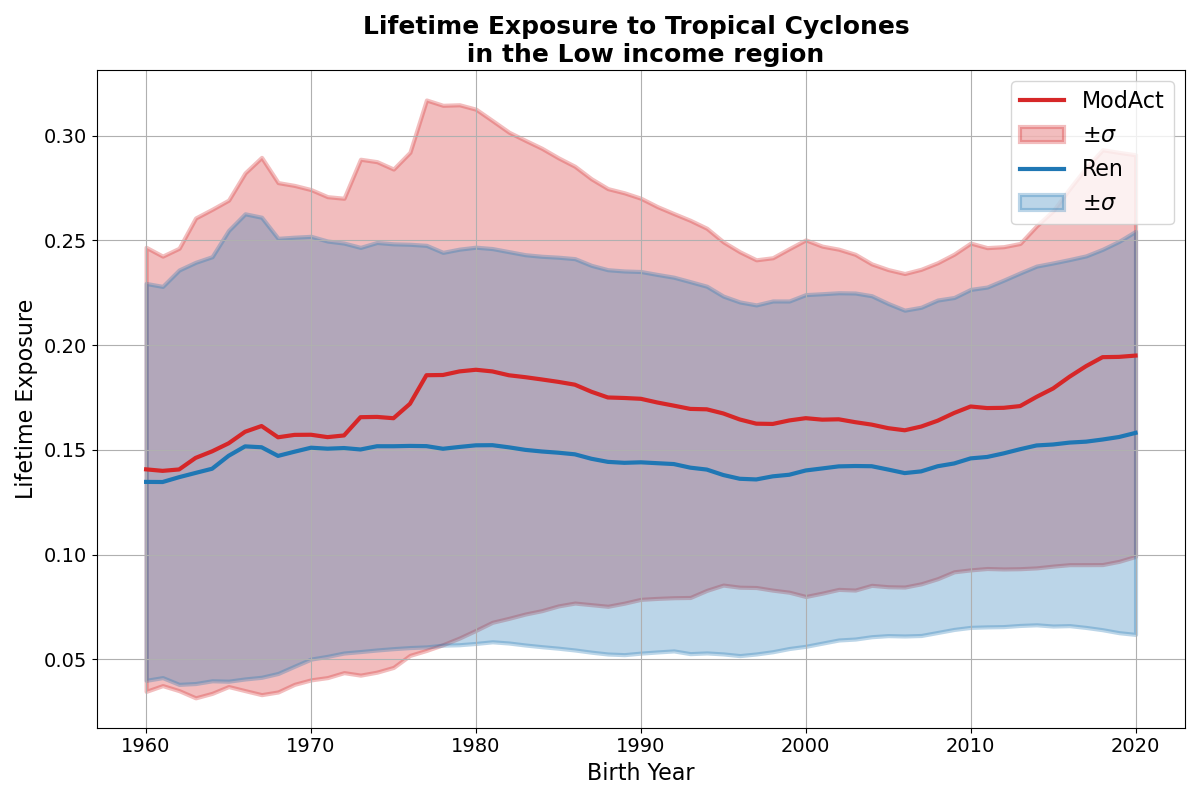 Lifetime Exposure to Tropical Cyclones
in the Low income region
ModAct
±σ
Ren
±σ
Lifetime Exposure
0.30
0.25
0.20
0.15
0.10
0.05
1960 1970 1980 1990 2000 2010 2020
Birth Year